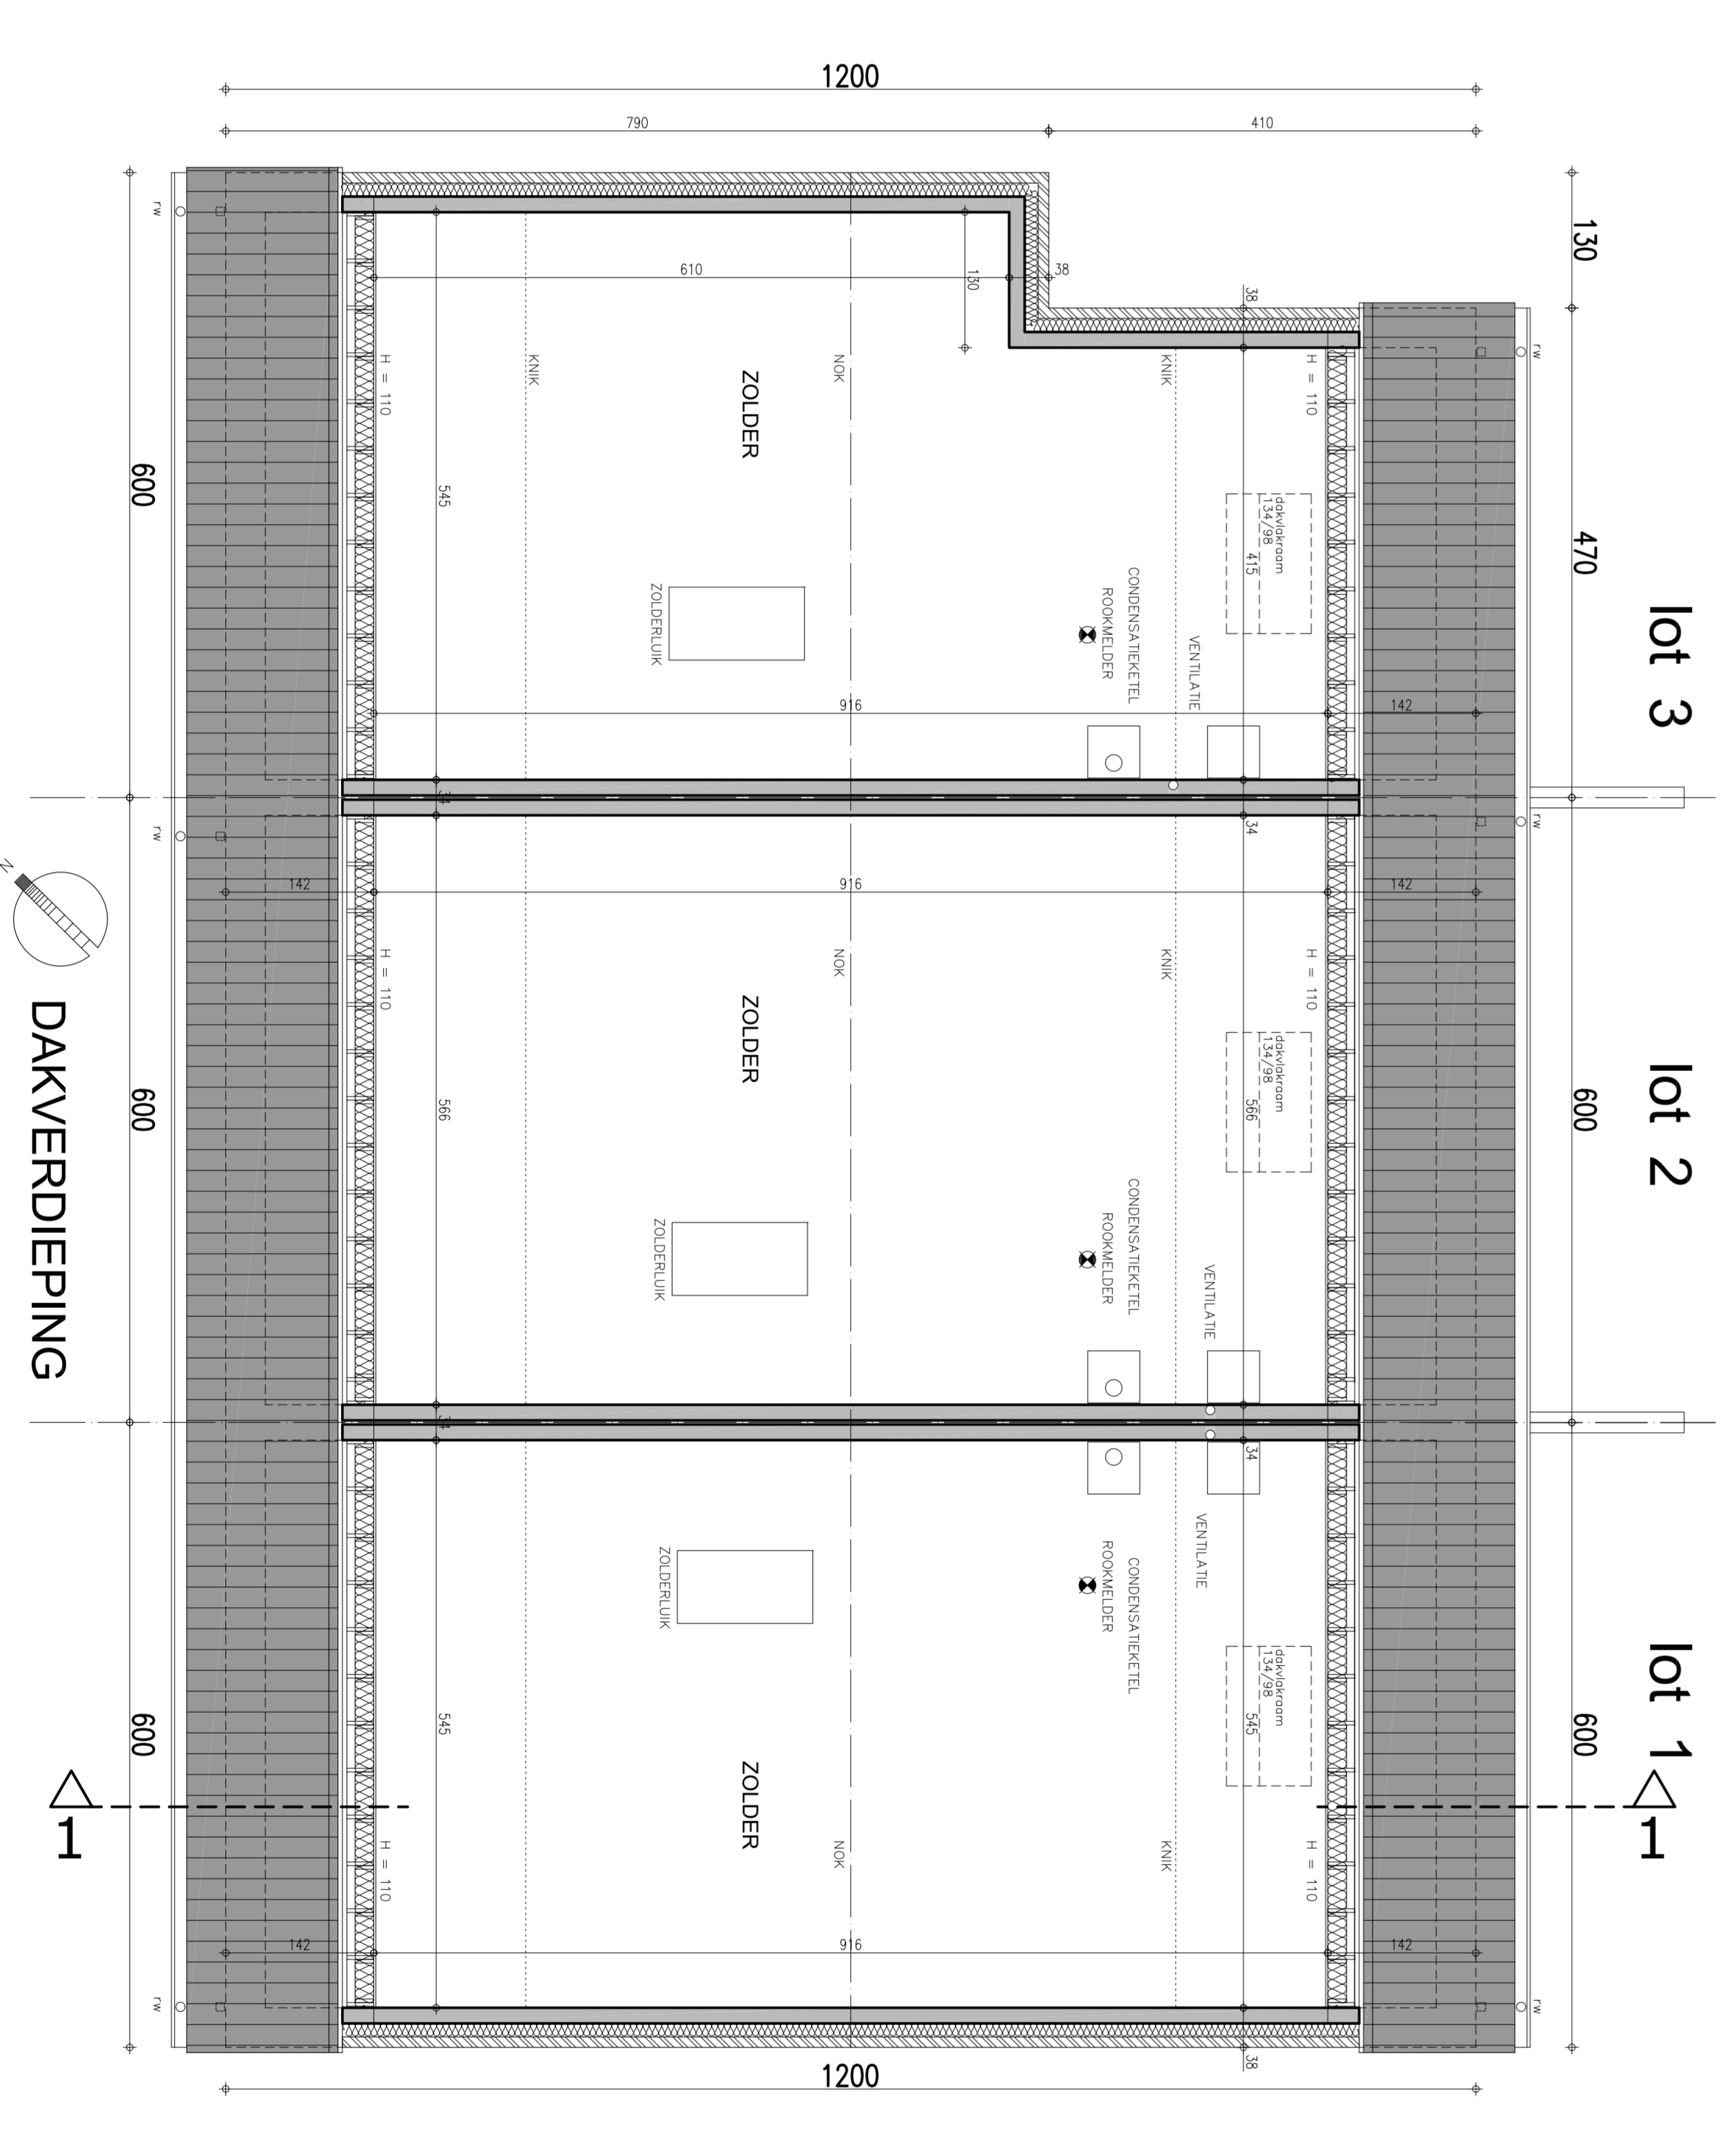 lot 3
lot 2
lot 1
130
470
600
600
rw
rw
rw
1200
790
410
1200
38
38
130
610
H = 110
KNIK
NOK
ZOLDER
KNIK
H = 110
dakvlakraam
134/98
415
545
CONDENSATIEKETEL
ROOKMELDER
VENTILATIE
ZOLDERLUIK
916
142
34
34
142
916
142
H = 110
KNIK
NOK
ZOLDER
H = 110
dakvlakraam
134/98
566
566
CONDENSATIEKETEL
ROOKMELDER
VENTILATIE
ZOLDERLUIK
34
34
VENTILATIE
CONDENSATIEKETEL
ROOKMELDER
ZOLDERLUIK
dakvlakraam
134/98
545
545
ZOLDER
H = 110
KNIK
NOK
H = 110
142
916
142
38
1
1
rw
rw
rw
600
600
600
N
DAKVERDIEPING